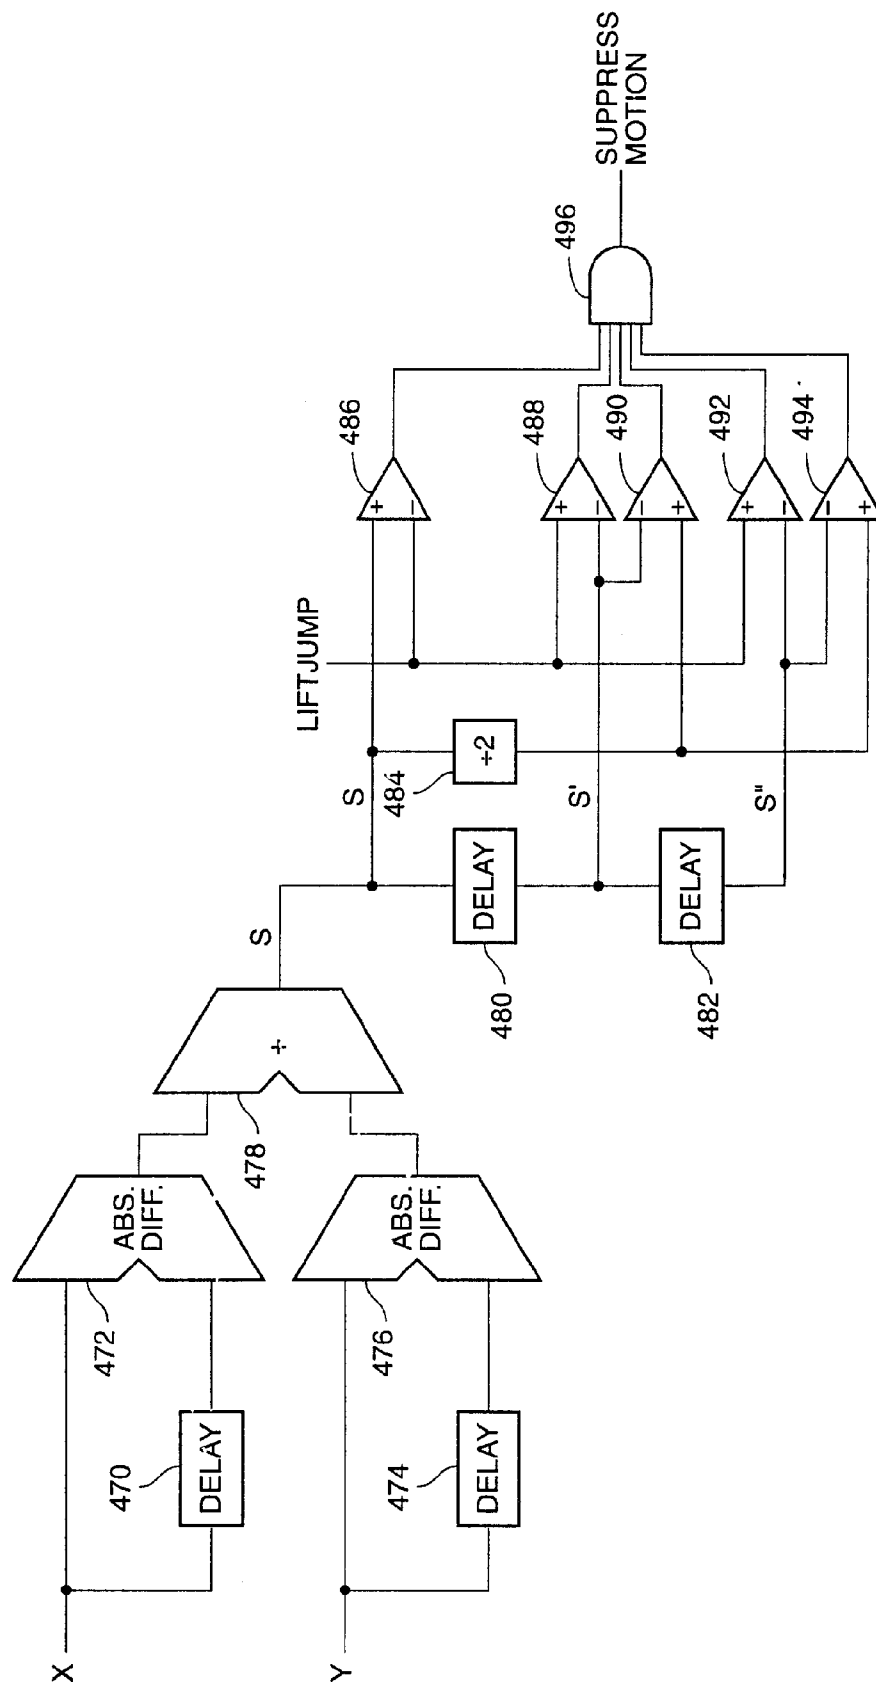 X
Y
470
DELAY
474
DELAY
472
ABS.
DIFF.
476
ABS.
DIFF.
478
÷
S
S
480
DELAY
S'
482
DELAY
S"
484
÷2
LIFTJUMP
486
+
−
488
+
−
490
−
+
492
+
−
494
−
+
496
SUPPRESS
MOTION